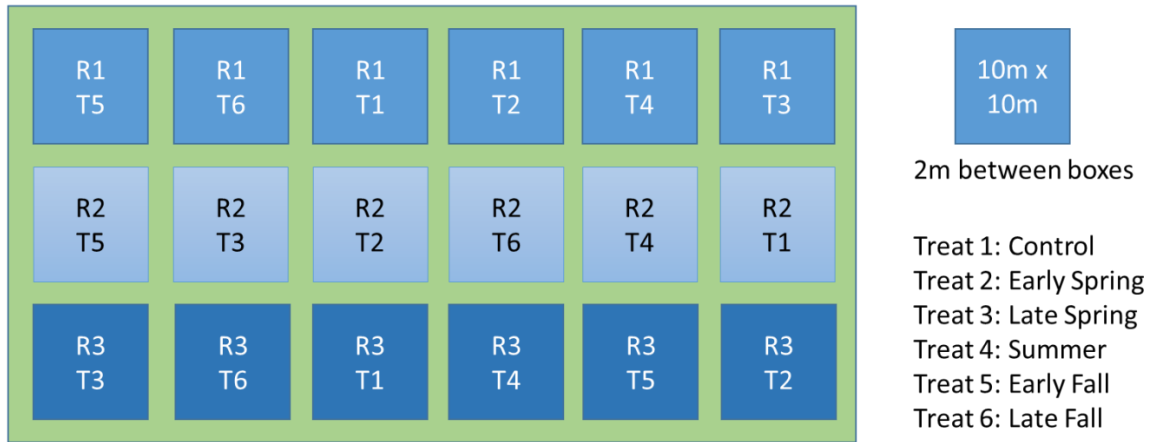 R1
T5
R1
T6
R1
T1
R1
T2
R1
T4
R1
T3
R2
T5
R2
T3
R2
T2
R2
T6
R2
T4
R2
T1
R3
T3
R3
T6
R3
T1
R3
T4
R3
T5
R3
T2
10m x
10m
2m between boxes
Treat 1: Control
Treat 2: Early Spring
Treat 3: Late Spring
Treat 4: Summer
Treat 5: Early Fall
Treat 6: Late Fall